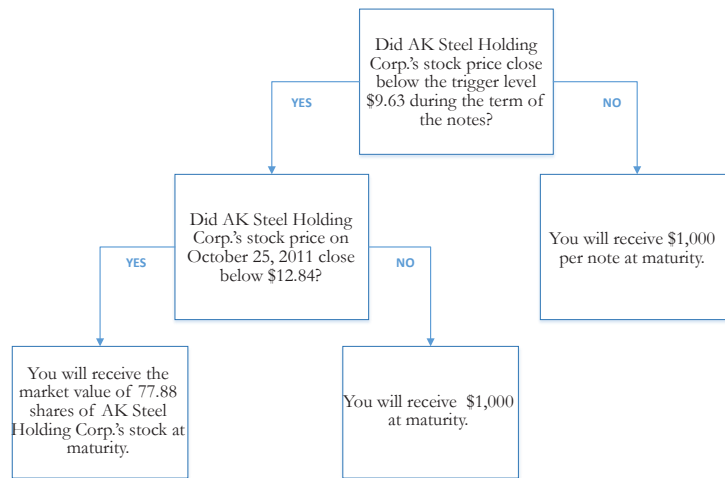 Did AK Steel Holding
Corp.'s stock price close
below the trigger level
$9.63 during the term of
the notes?
YES
NO
Did AK Steel Holding
Corp.'s stock price on
October 25, 2011 close
below $12.84?
You will receive $1,000
per note at maturity.
YES
NO
You will receive the
market value of 77.88
shares of AK Steel
Holding Corp.'s stock at
maturity.
You will receive $1,000
at maturity.